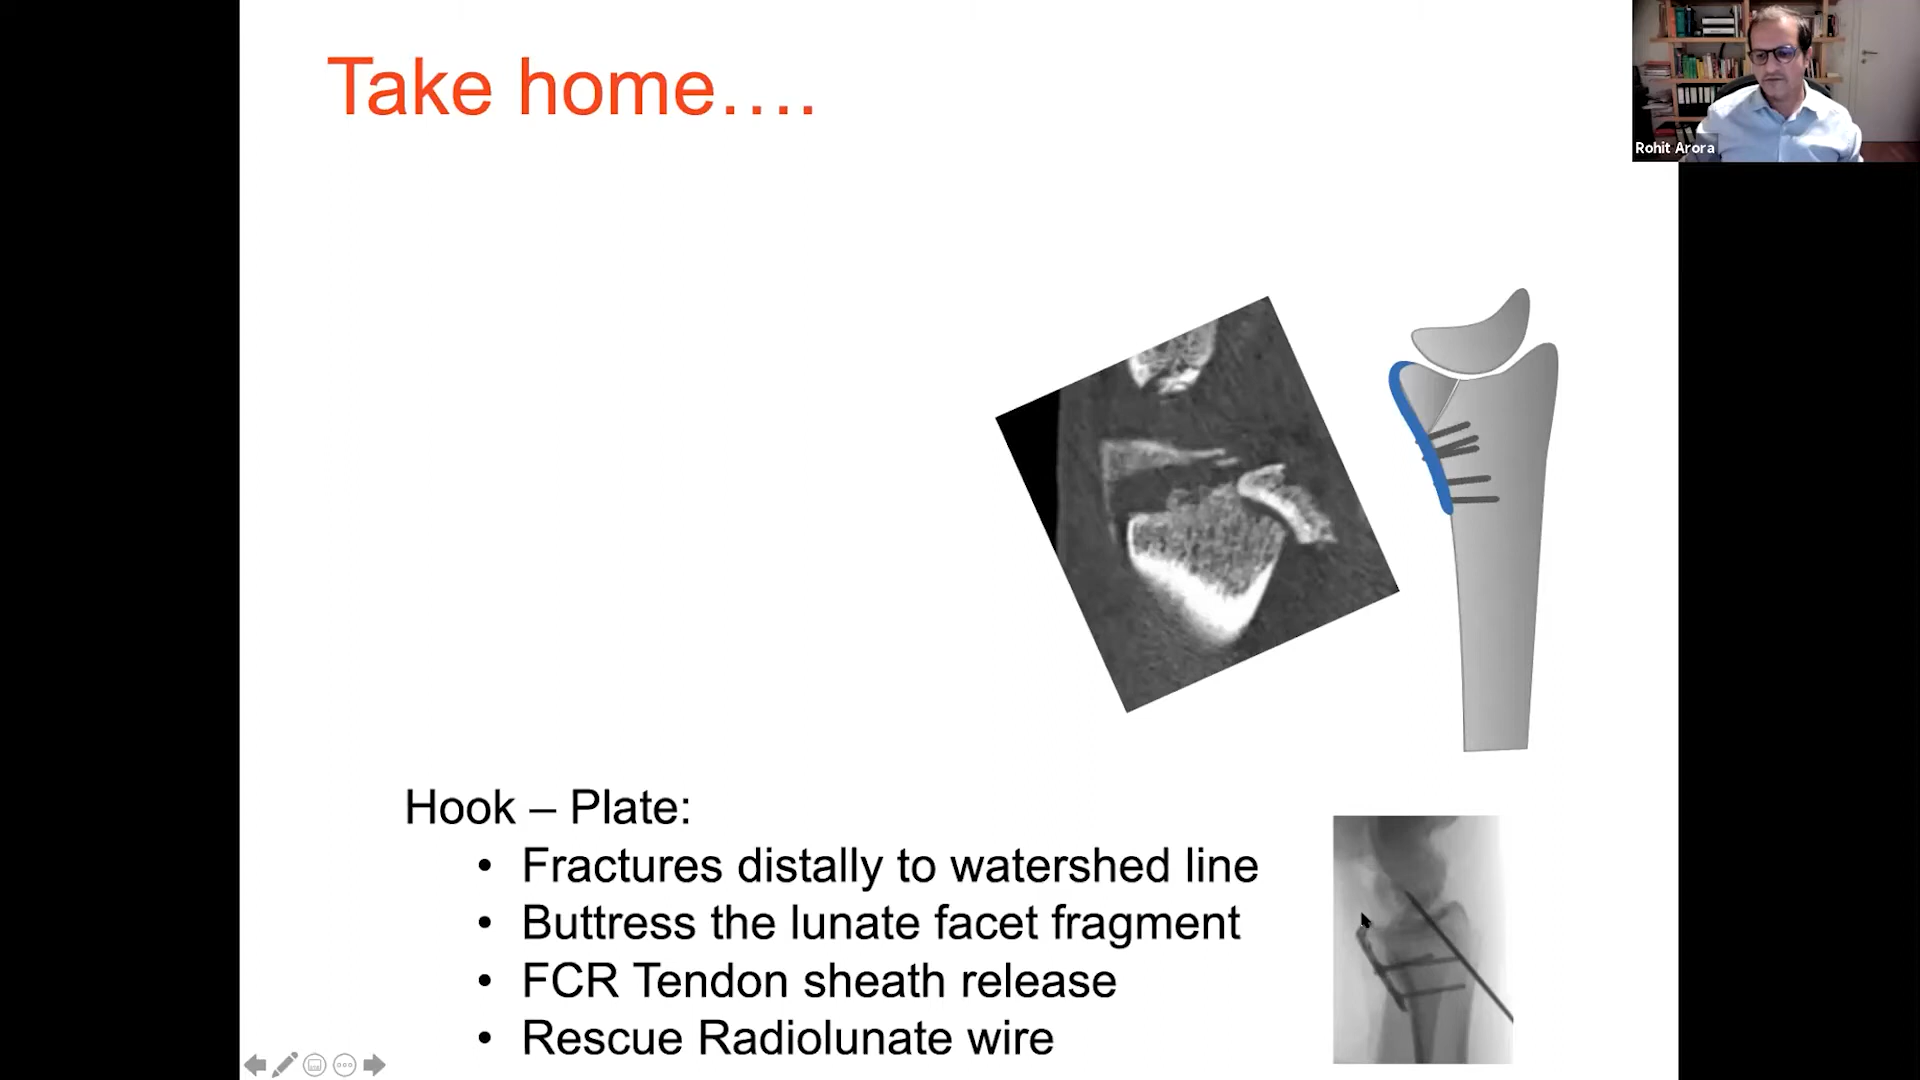 Take home….
Rohit Arora
Hook – Plate:
• Fractures distally to watershed line
• Buttress the lunate facet fragment
• FCR Tendon sheath release
• Rescue Radiolunate wire